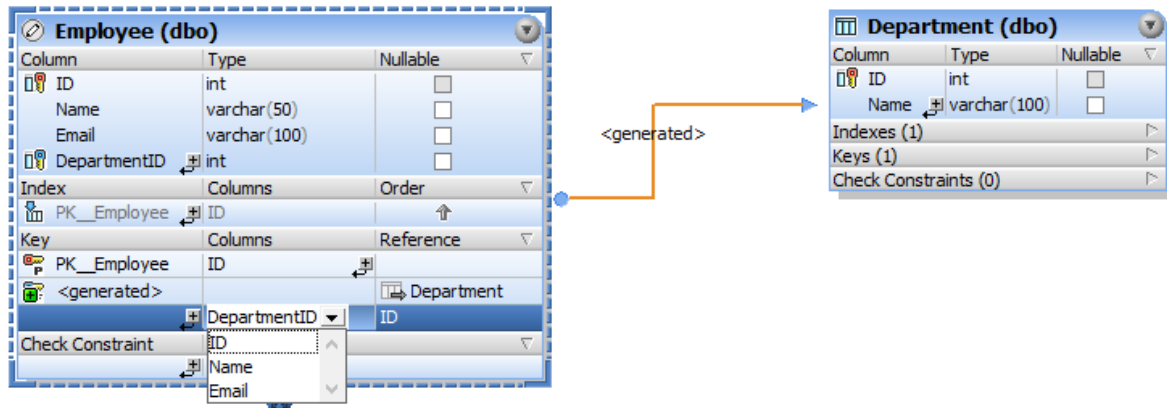 Employee (dbo)
Column Type Nullable
ID int
Name varchar(50)
Email varchar(100)
DepartmentID int
Index Columns Order
PK__Employee ID
Key Columns Reference
P PK__Employee ID
<generated> Department
DepartmentID ID
Check Constraint
ID
Name
Email
<generated>
Department (dbo)
Column Type Nullable
ID int
Name varchar(100)
Indexes (1)
Keys (1)
Check Constraints (0)